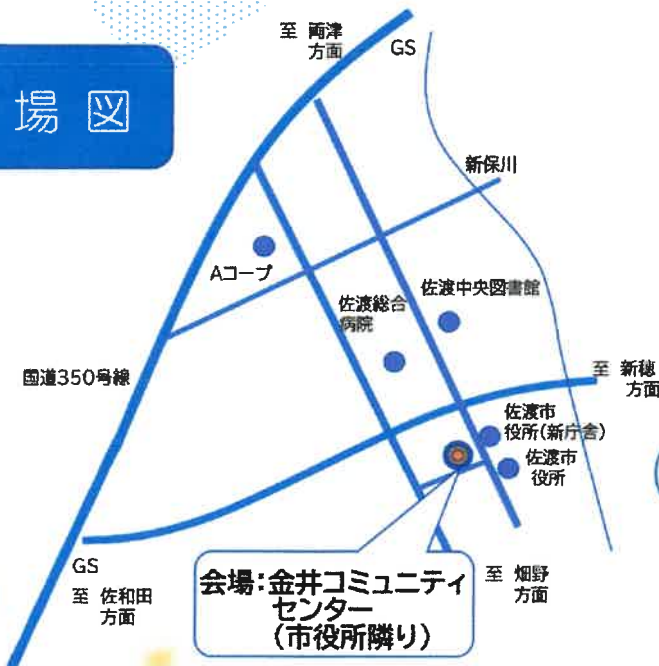 場図
至 両津
方面
GS
新保川
Aコープ
佐渡総合
病院
佐渡中央図書館
国道350号線
至 新穂
方面
佐渡市
役所(新庁舎)
佐渡市
役所
GS
至 佐和田
方面
会場:金井コミュニティ
センター
(市役所隣り)
至 畑野
方面